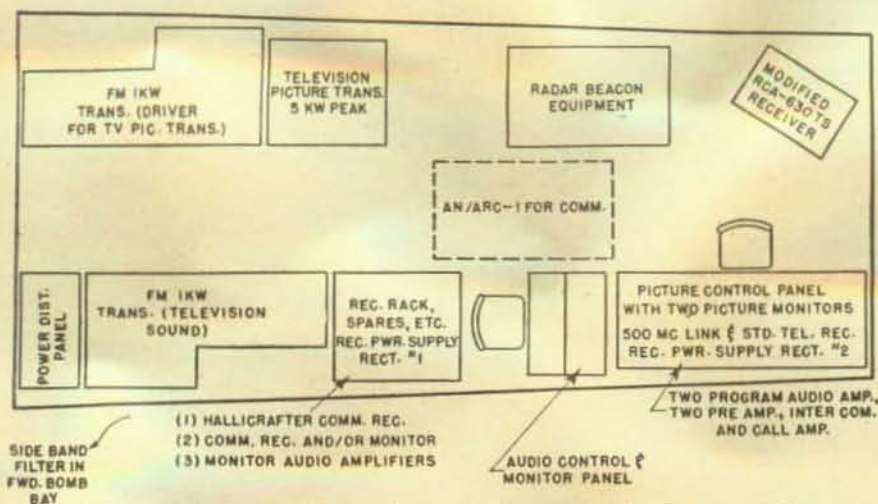 FM 1KW
TRANS. (DRIVER
FOR TV PIC. TRANS.)
TELEVISION
PICTURE TRANS.
5 KW PEAK
RADAR BEACON
EQUIPMENT
MODIFIED
RCA-630TS
RECEIVER
AN/ARC-1 FOR COMM.
POWER DIST.
PANEL
FM 1KW
TRANS. (TELEVISION
SOUND)
REC. RACK,
SPARES, ETC.
REC. PWR. SUPPLY
RECT. #1
PICTURE CONTROL PANEL
WITH TWO PICTURE MONITORS
500 MC LINK & STD. TEL. REC.
REC. PWR. SUPPLY RECT. #2
SIDE BAND
FILTER IN
FWD. BOMB
BAY
(1) HALLICRAFTER COMM. REC.
(2) COMM. REC. AND/OR MONITOR
(3) MONITOR AUDIO AMPLIFIERS
AUDIO CONTROL &
MONITOR PANEL
TWO PROGRAM AUDIO AMP.,
TWO PRE AMP., INTER COM.
AND CALL AMP.